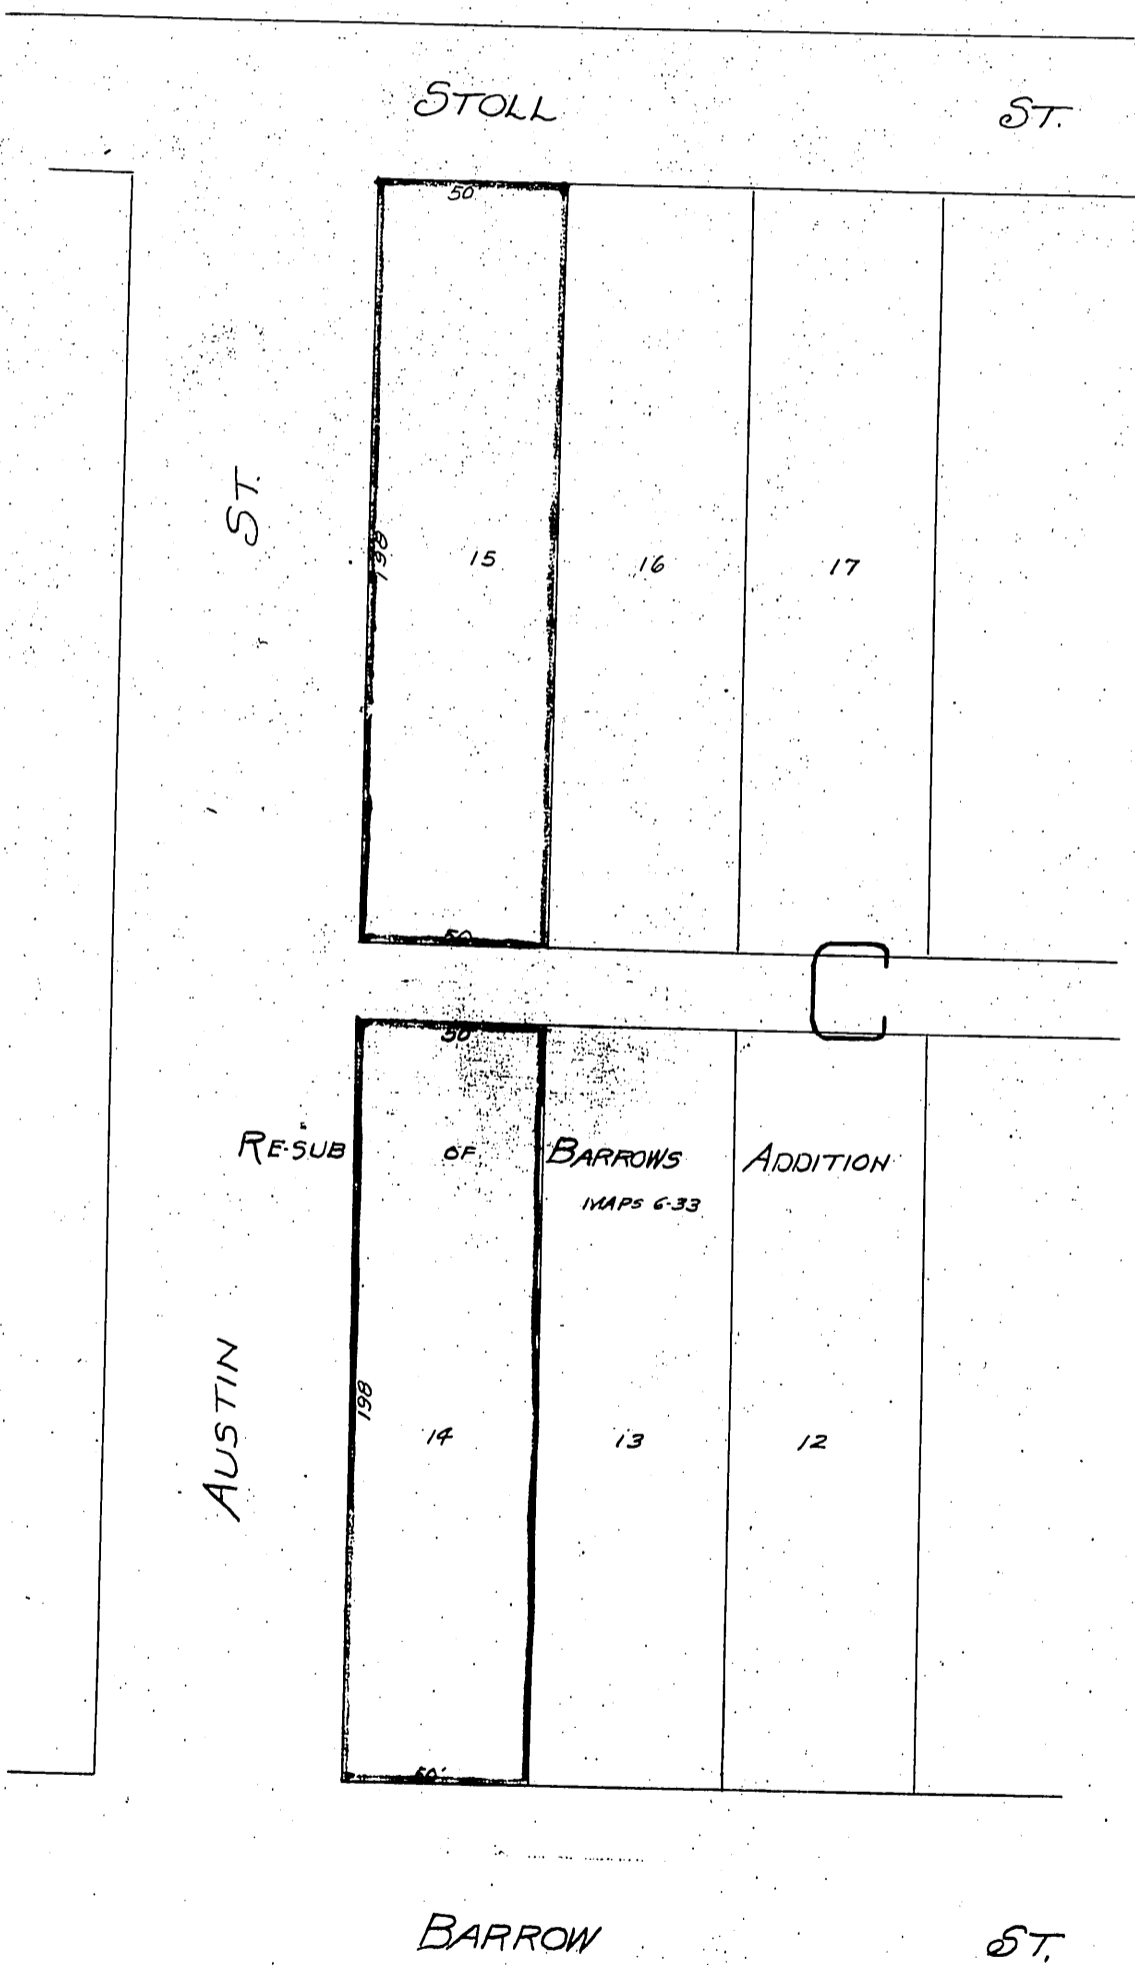 STOLL ST.
50
ST.
198
15 16 17
50
50
RE-SUB OF BARROWS ADDITION
MAPS 6-33
AUSTIN
198
14 13 12
50'
BARROW ST.